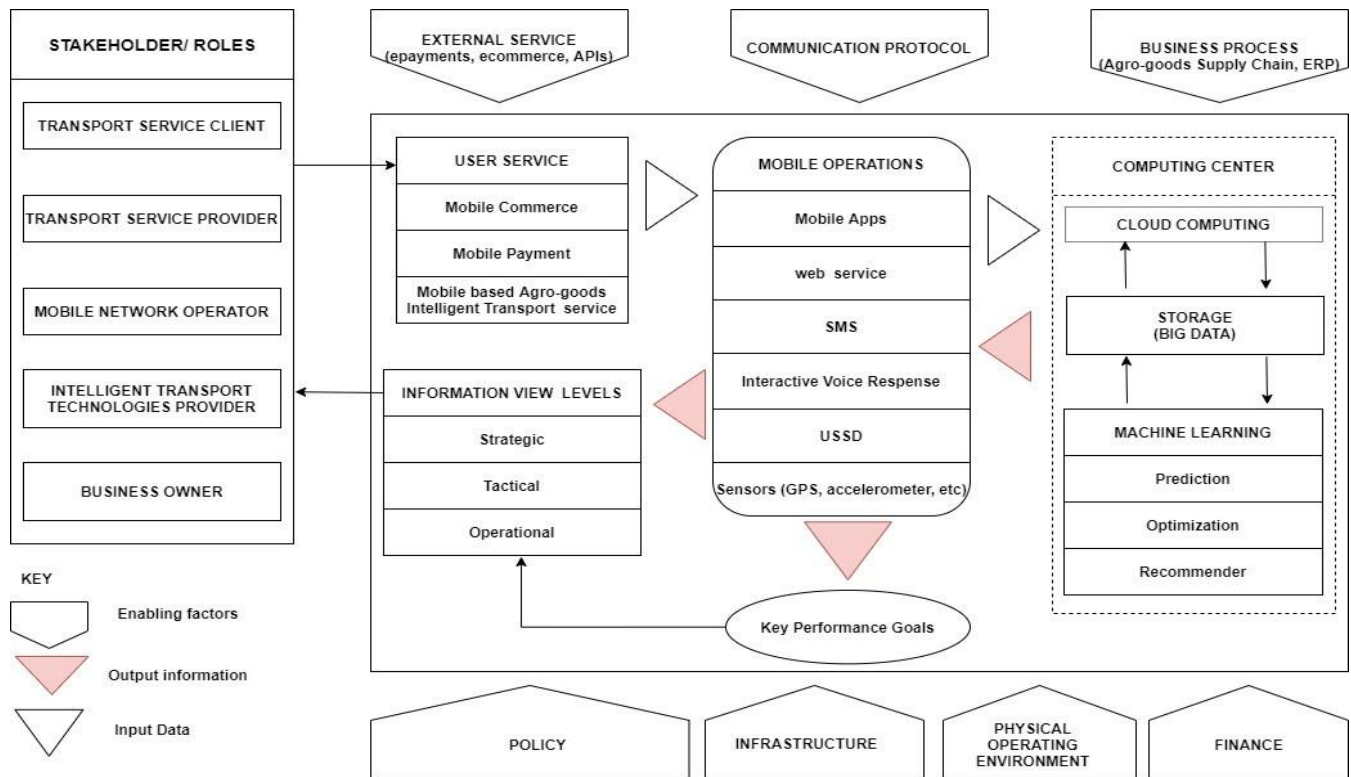 STAKEHOLDER/ ROLES
TRANSPORT SERVICE CLIENT
TRANSPORT SERVICE PROVIDER
MOBILE NETWORK OPERATOR
INTELLIGENT TRANSPORT
TECHNOLOGIES PROVIDER
BUSINESS OWNER
KEY
Enabling factors
Output information
Input Data
EXTERNAL SERVICE
(epayments, ecommerce, APIs)
COMMUNICATION PROTOCOL
BUSINESS PROCESS
(Agro-goods Supply Chain, ERP)
USER SERVICE
Mobile Commerce
Mobile Payment
Mobile based Agro-goods
Intelligent Transport service
INFORMATION VIEW LEVELS
Strategic
Tactical
Operational
MOBILE OPERATIONS
Mobile Apps
web service
SMS
Interactive Voice Respense
USSD
Sensors (GPS, accelerometer, etc)
Key Performance Goals
COMPUTING CENTER
CLOUD COMPUTING
STORAGE
(BIG DATA)
MACHINE LEARNING
Prediction
Optimization
Recommender
POLICY
INFRASTRUCTURE
PHYSICAL
OPERATING
ENVIRONMENT
FINANCE